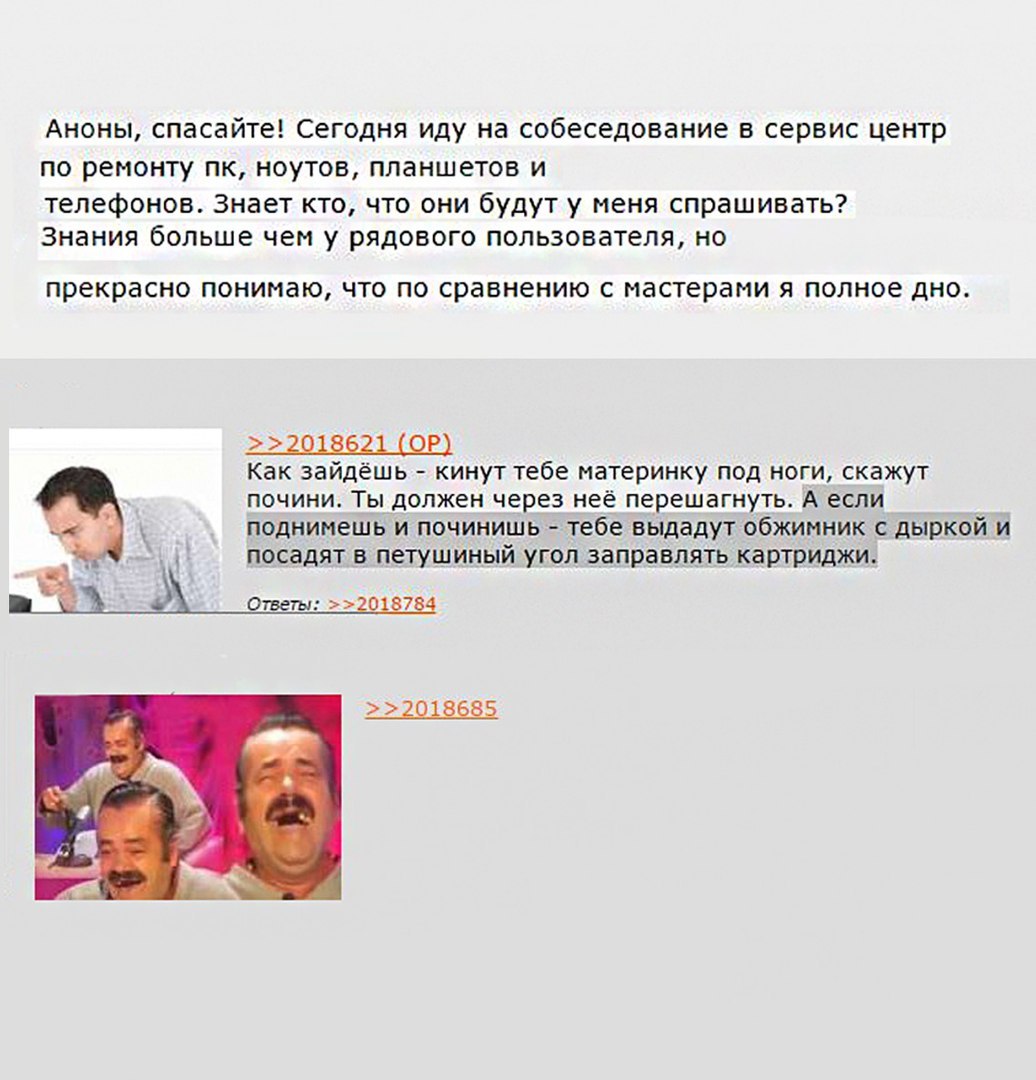 Аноны, спасайте! Сегодня иду на собеседование в сервис центр
по ремонту пк, ноутов, планшетов и
телефонов. Знает кто, что они будут у меня спрашивать?
Знания больше чем у рядового пользователя, но
прекрасно понимаю, что по сравнению с мастерами я полное дно.
>>2018621 (OP)
Как зайдёшь - кинут тебе материнку под ноги, скажут
почини. Ты должен через неё перешагнуть. А если
поднимешь и починишь - тебе выдадут обжимник с дыркой и
посадят в петушиный угол заправлять картриджи.
Ответы: >>2018784
>>2018685